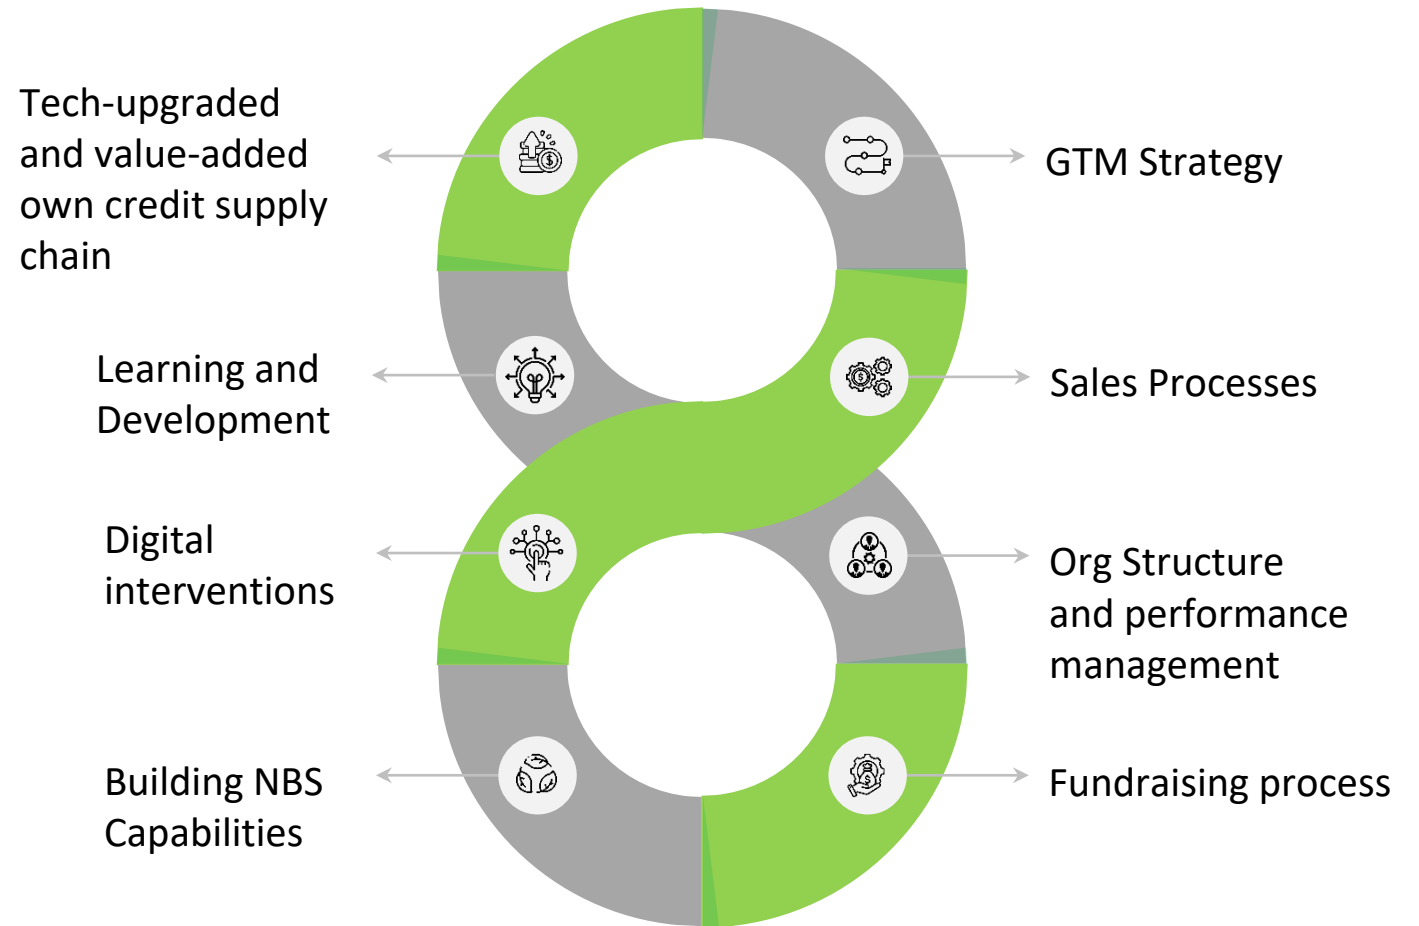 Tech-upgraded
and value-added
own credit supply
chain
GTM Strategy
Learning and
Development
Sales Processes
Digital
interventions
Org Structure
and performance
management
Building NBS
Capabilities
Fundraising process